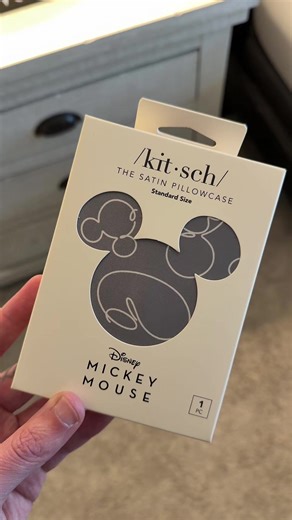 /kit·sch/
THE SATIN PILLOWCASE
Standard Size
Disney
MICKEY
MOUSE
1
PC